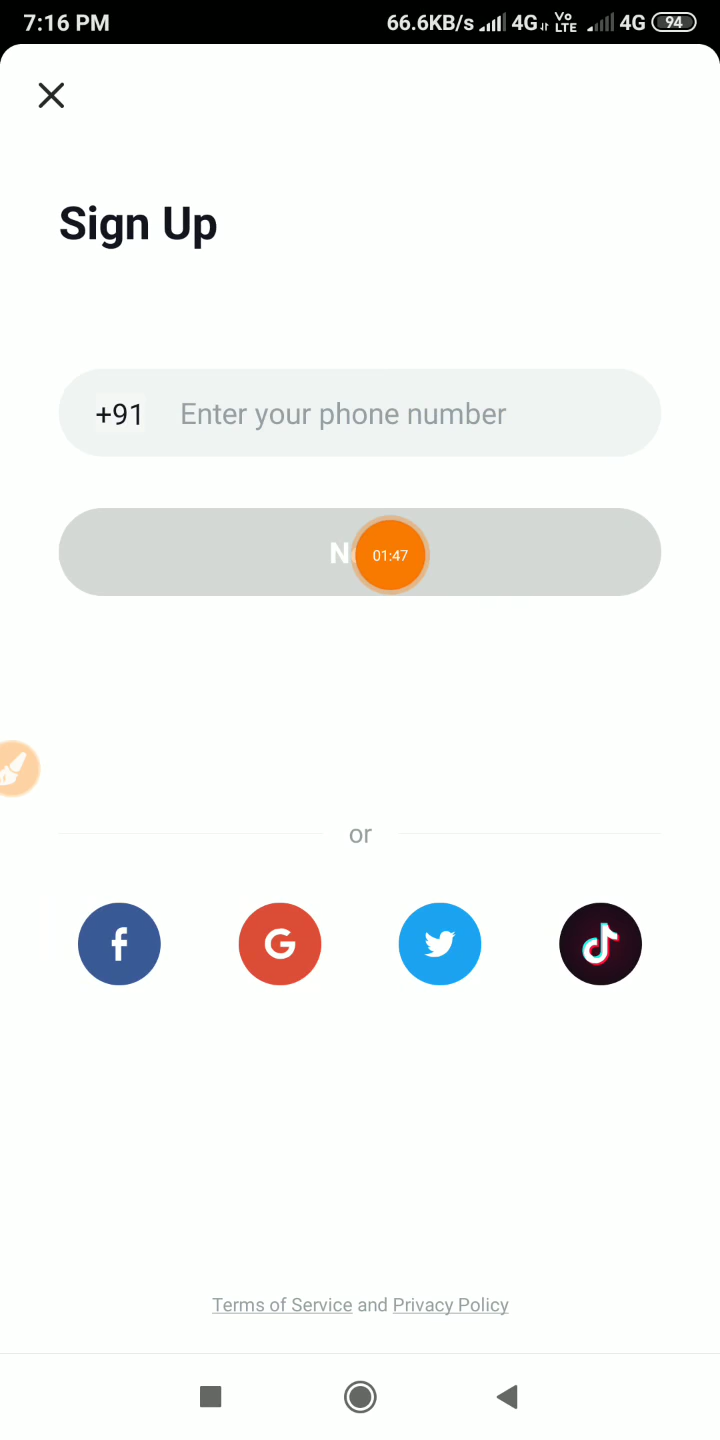 7:16 PM 66.6KB/s 4G Vo LTE 4G 94
Sign Up
+91 Enter your phone number
01:47
or
Terms of Service and Privacy Policy